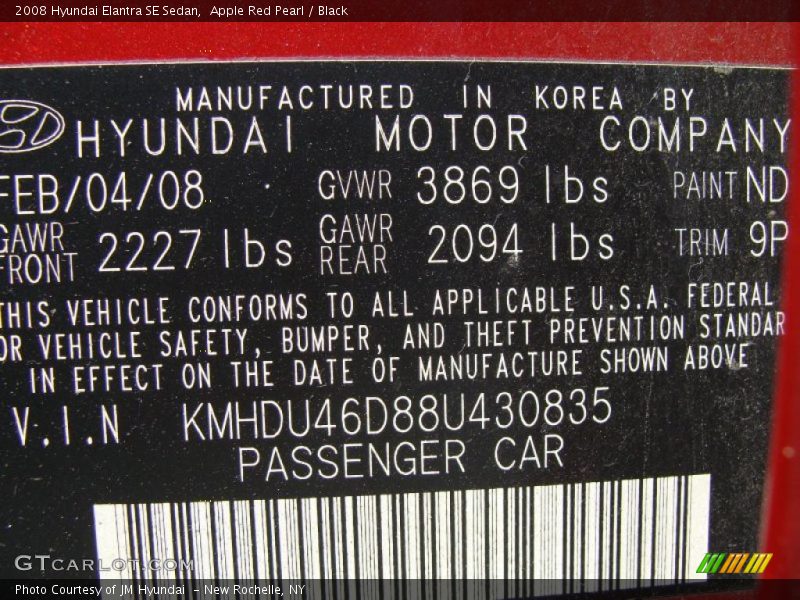 2008 Hyundai Elantra SE Sedan,  Apple Red Pearl / Black
MANUFACTURED IN KOREA BY
HYUNDAI MOTOR COMPANY
FEB/04/08 GVWR 3869 lbs PAINT ND
GAWR FRONT 2227 lbs GAWR REAR 2094 lbs TRIM 9P
THIS VEHICLE CONFORMS TO ALL APPLICABLE U.S.A. FEDERAL
OR VEHICLE SAFETY, BUMPER, AND THEFT PREVENTION STANDAR
IN EFFECT ON THE DATE OF MANUFACTURE SHOWN ABOVE
V.I.N KMHDU46D88U430835
PASSENGER CAR
GTCARLOT.COM
Photo Courtesy of JM Hyundai - New Rochelle, NY